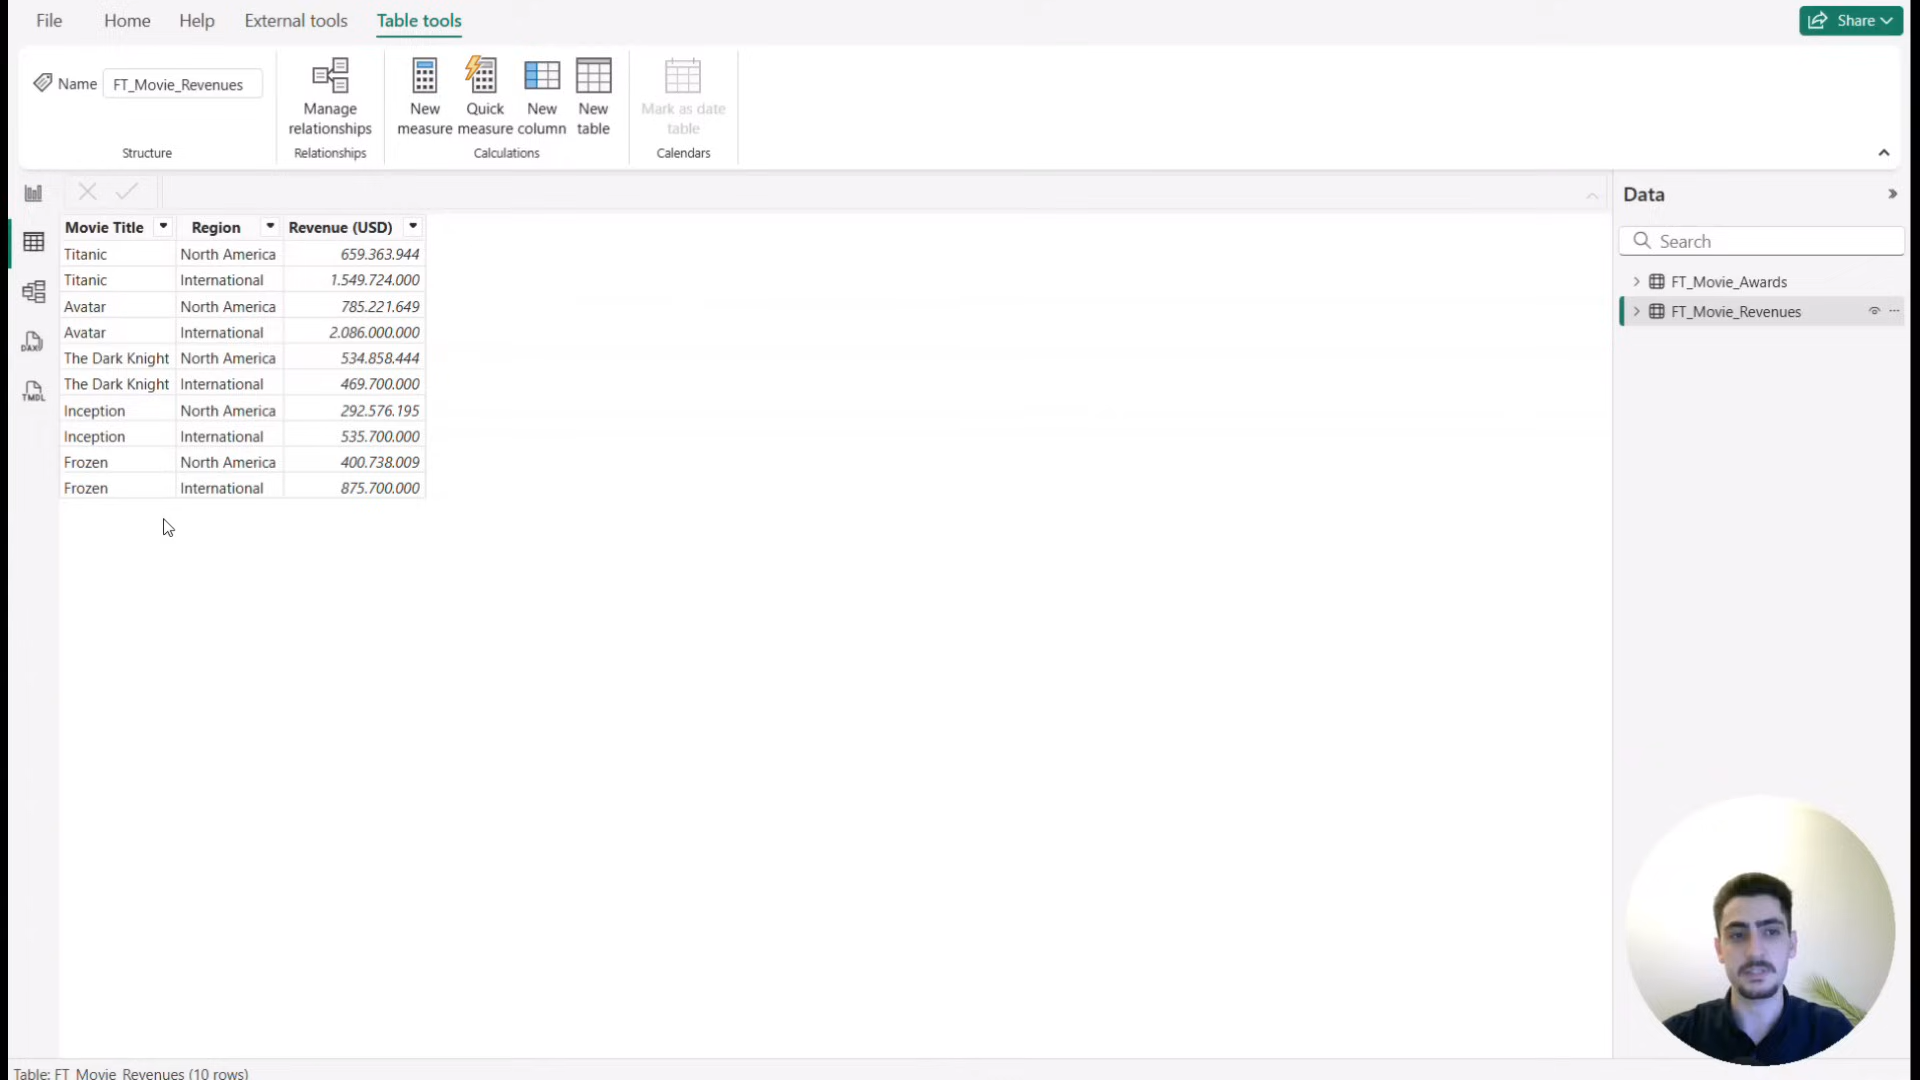 File Home Help External tools Table tools Share
Name FT_Movie_Revenues
Manage relationships
New measure
Quick measure
New column
New table
Mark as date table
Structure Relationships Calculations Calendars
Data
Search
FT_Movie_Awards
FT_Movie_Revenues
DAX
TMDL
Movie Title Region Revenue (USD)
Titanic North America 659.363.944
Titanic International 1.549.724.000
Avatar North America 785.221.649
Avatar International 2.086.000.000
The Dark Knight North America 534.858.444
The Dark Knight International 469.700.000
Inception North America 292.576.195
Inception International 535.700.000
Frozen North America 400.738.009
Frozen International 875.700.000
Table: FT_Movie_Revenues (10 rows)